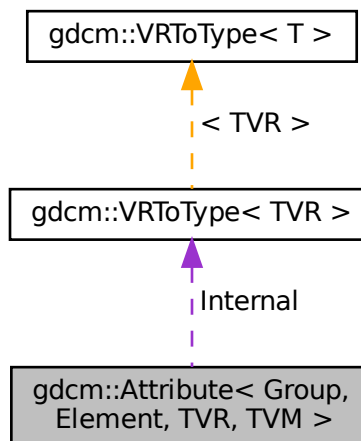 gdcm::VRToType< T >
< TVR >
gdcm::VRToType< TVR >
Internal
gdcm::Attribute< Group,
Element, TVR, TVM >